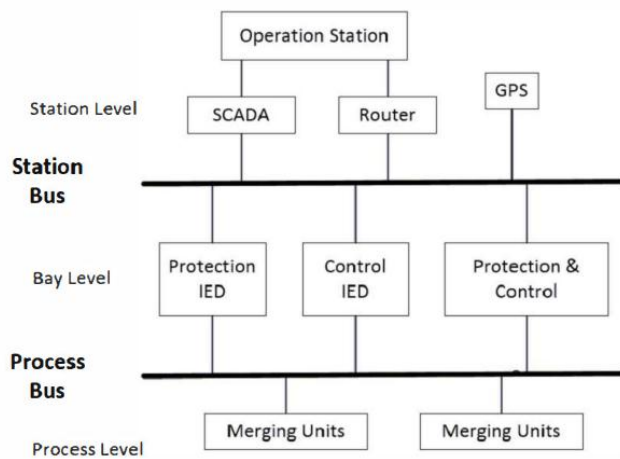 Operation Station
Station Level
SCADA
Router
GPS
Station
Bus
Bay Level
Protection
IED
Control
IED
Protection &
Control
Process
Bus
Process Level
Merging Units
Merging Units